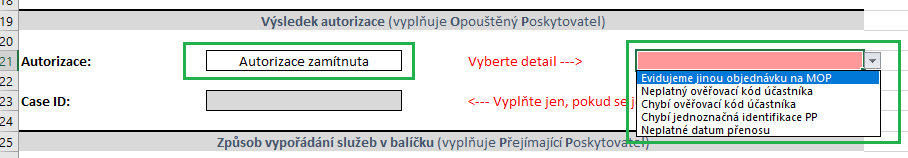 18
19 Výsledek autorizace (vyplňuje Opouštěný Poskytovatel)
20
21 Autorizace: Autorizace zamítnuta Vyberte detail --->
Evidujeme jinou objednávku na MOP
22 Neplatný ověřovací kód účastníka
Chybí ověřovací kód účastníka
23 Case ID: <--- Vyplňte jen, pokud se j
Chybí jednoznačná identifikace PP
24 Neplatné datum přenosu
25 Způsob vypořádání služeb v balíčku (vyplňuje Přejímající Poskytovatel)